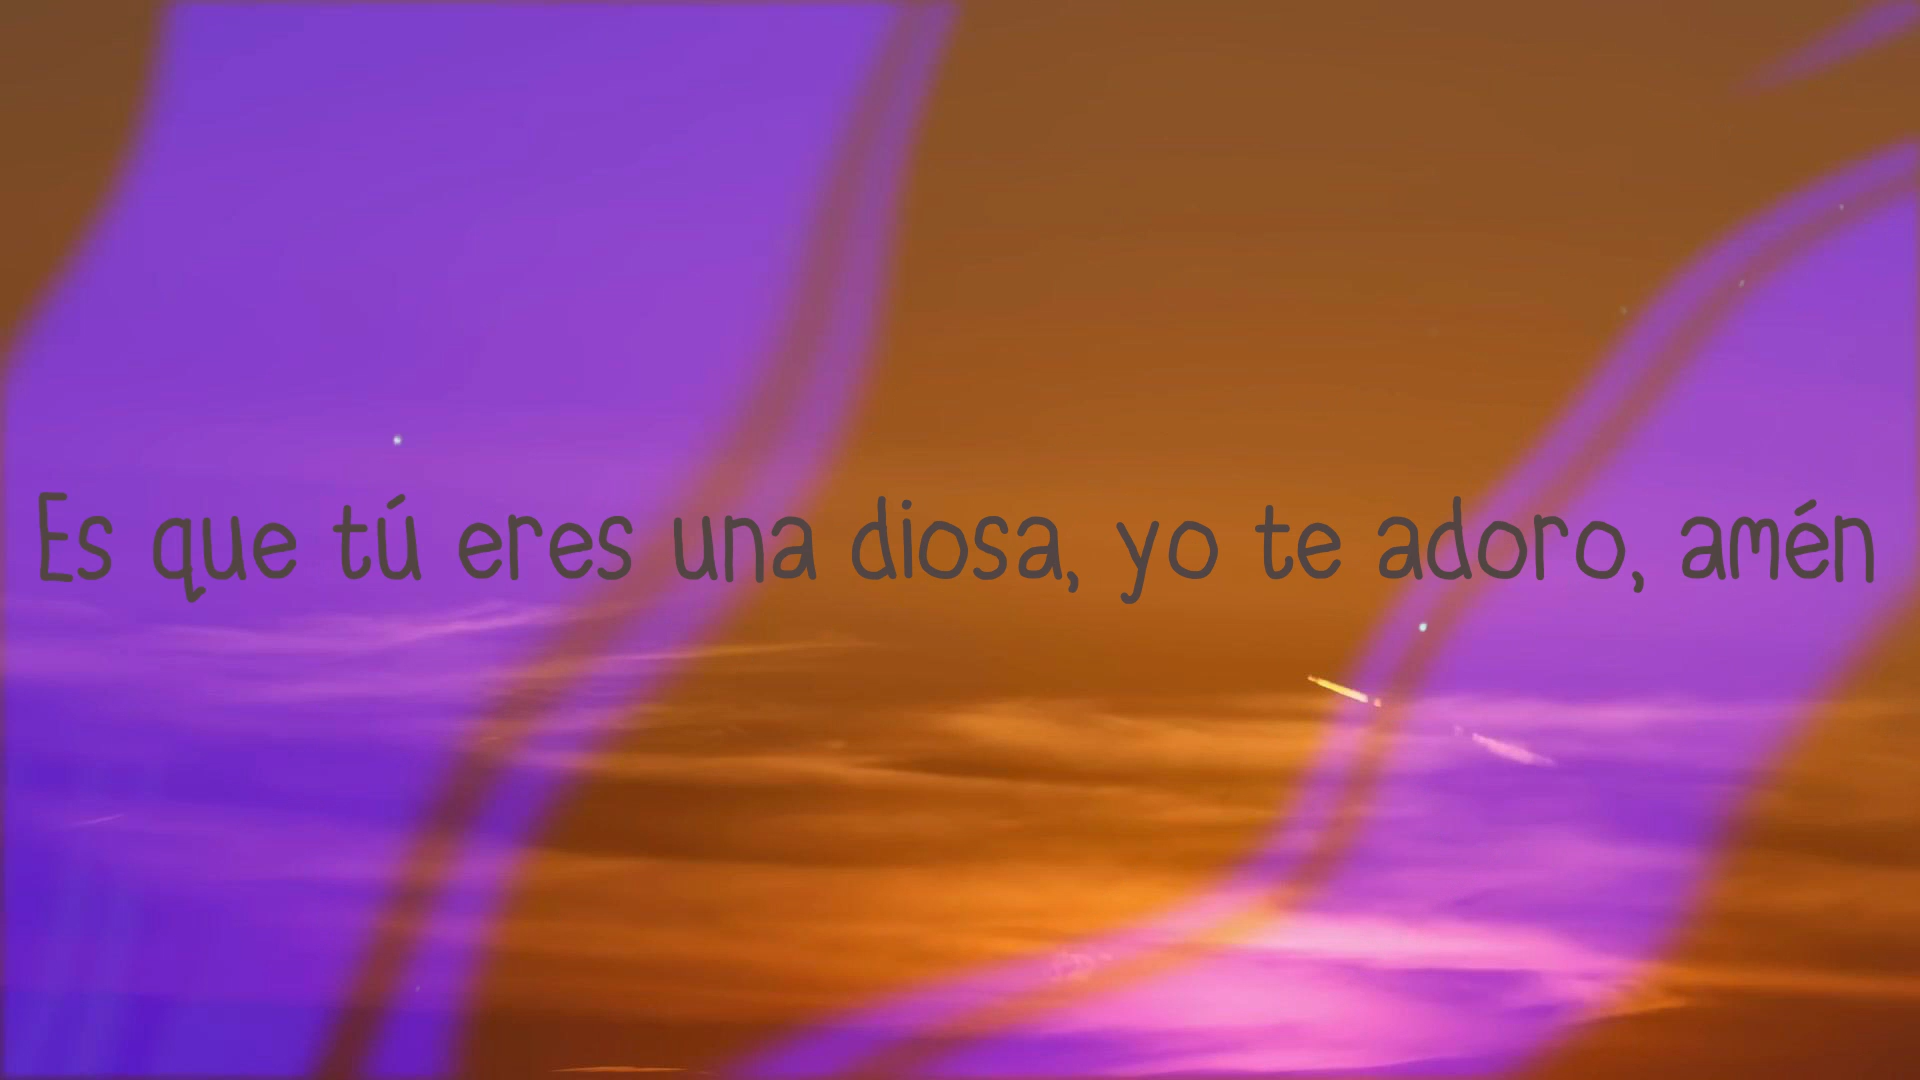 Es que tú eres una diosa, yo te adoro, amén